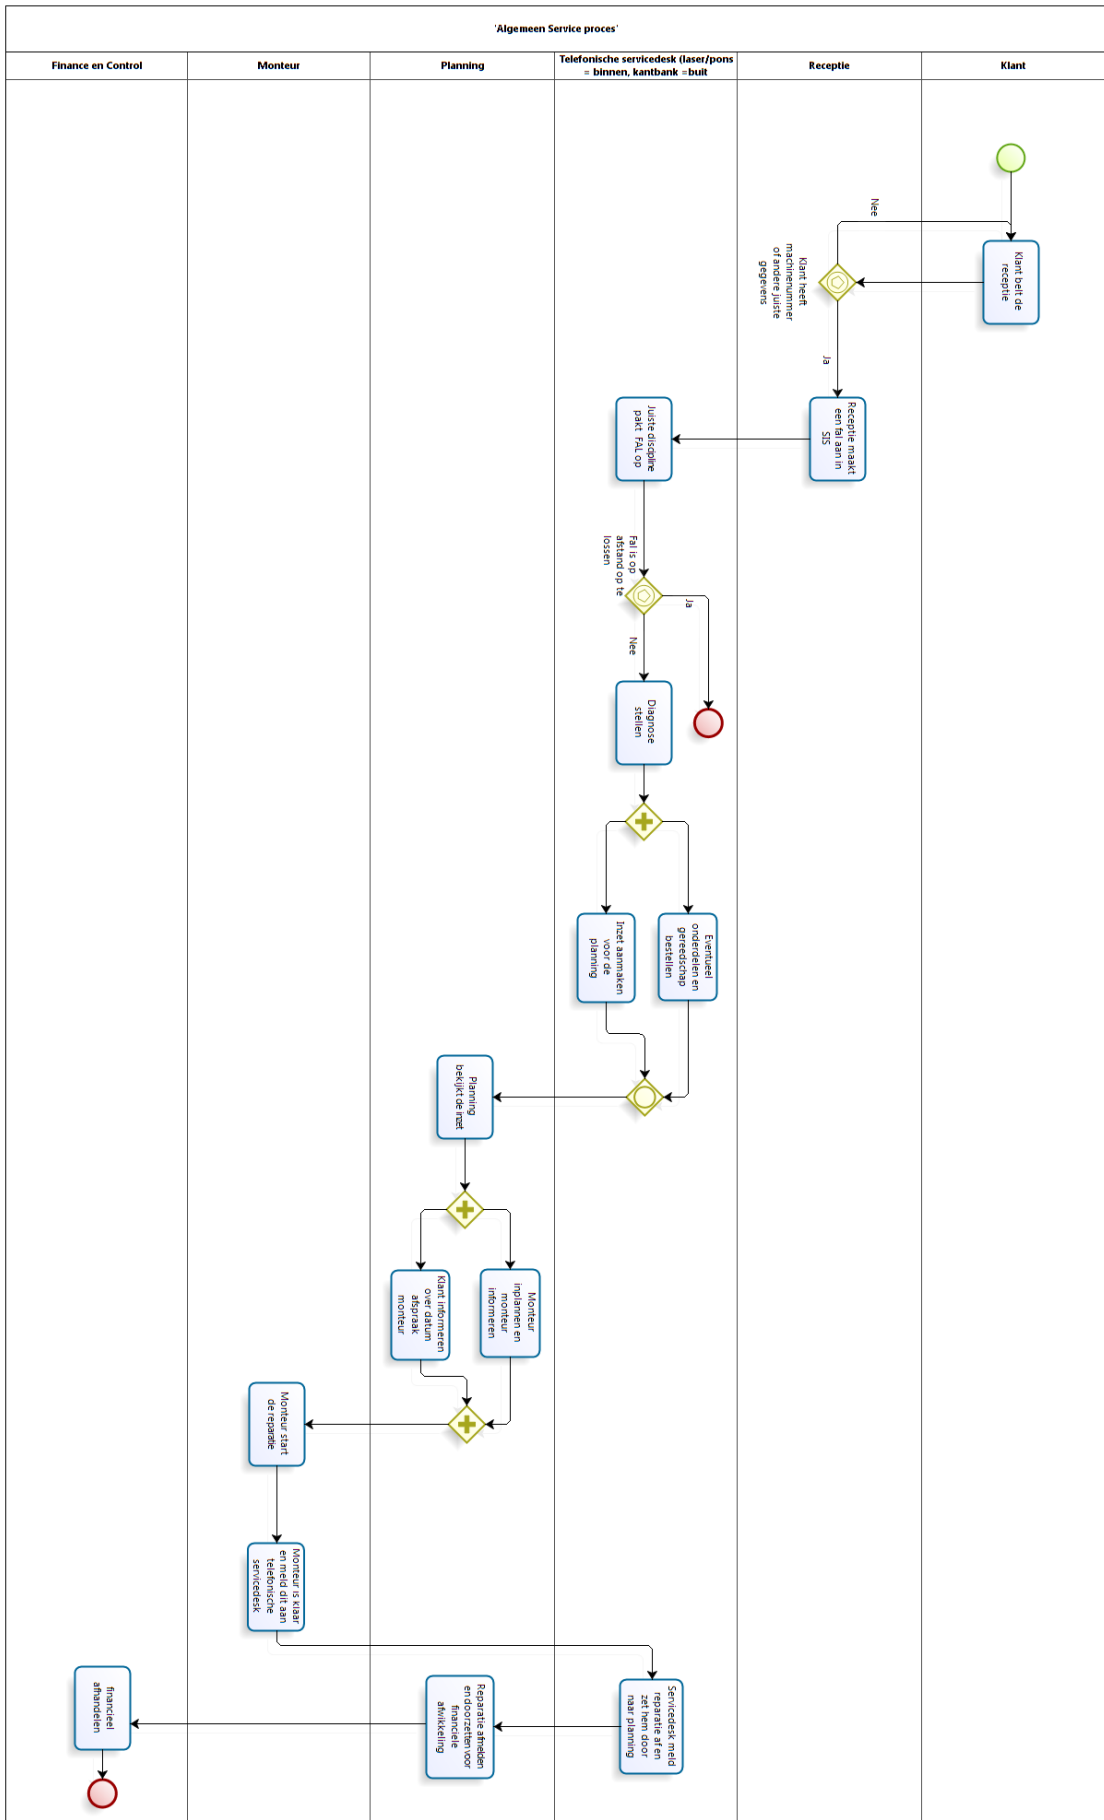 'Algemeen Service proces'
Finance en Control
Monteur
Planning
Telefonische servicedesk (laser/pons
= binnen, kantbank =buit
Receptie
Klant
Nee
Klant belt de
receptie
Klant heeft
machinenummer
of andere juiste
gegevens
Ja
Receptie maakt
een fal aan in
SIS
Juiste discipline
pakt FAL op
Fal is op
afstand op te
lossen
Ja
Nee
Diagnose
stellen
Eventueel
onderdelen en
gereedschap
bestellen
Inzet aanmaken
voor de
planning
Planning
bekijkt de inzet
Monteur
inplannen en
monteur
informeren
Klant informeren
over datum
afspraak
monteur
Monteur start
de reparatie
Monteur is klaar
en meld dit aan
telefonische
servicedesk
Servicedesk meld
reparatie af en
zet hem door
naar planning
Reparatie afmelden
en doorzetten voor
financiele
afwikkeling
financieel
afhandelen